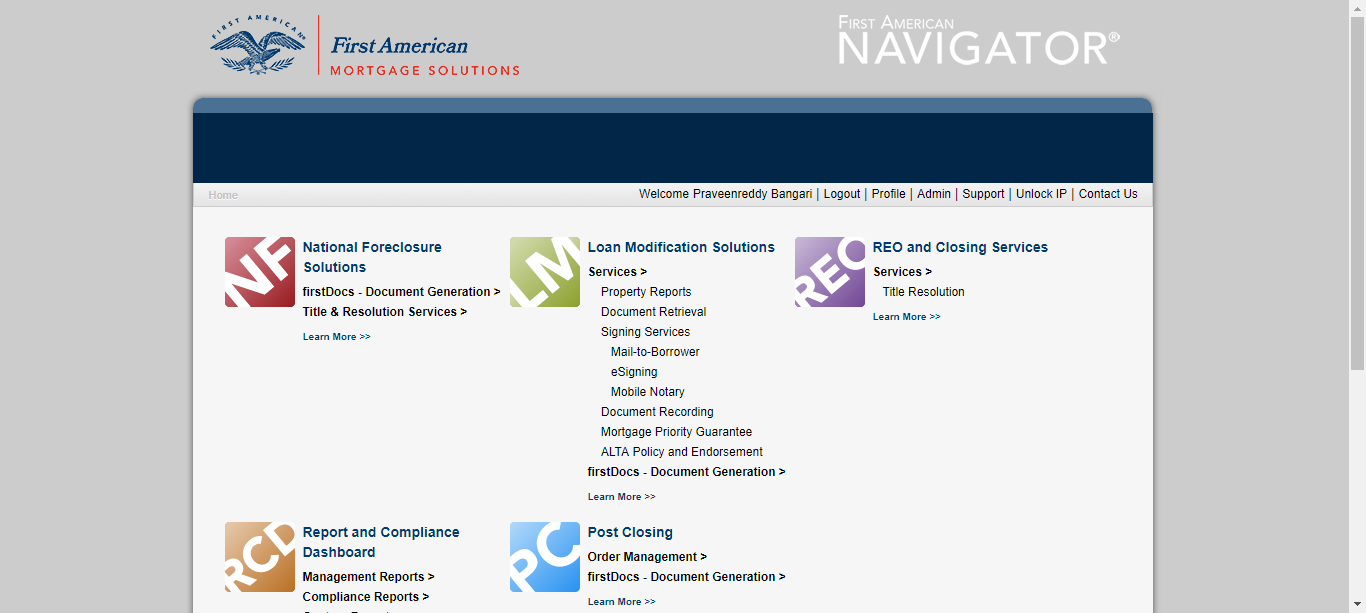 FIRST AMERICAN®
First American
MORTGAGE SOLUTIONS
FIRST AMERICAN
NAVIGATOR®
Home
Welcome Praveenreddy Bangari | Logout | Profile | Admin | Support | Unlock IP | Contact Us
NF
National Foreclosure
Solutions
firstDocs - Document Generation >
Title & Resolution Services >
Learn More >>
LM
Loan Modification Solutions
Services >
Property Reports
Document Retrieval
Signing Services
Mail-to-Borrower
eSigning
Mobile Notary
Document Recording
Mortgage Priority Guarantee
ALTA Policy and Endorsement
firstDocs - Document Generation >
Learn More >>
REO
REO and Closing Services
Services >
Title Resolution
Learn More >>
RCD
Report and Compliance
Dashboard
Management Reports >
Compliance Reports >
PC
Post Closing
Order Management >
firstDocs - Document Generation >
Learn More >>